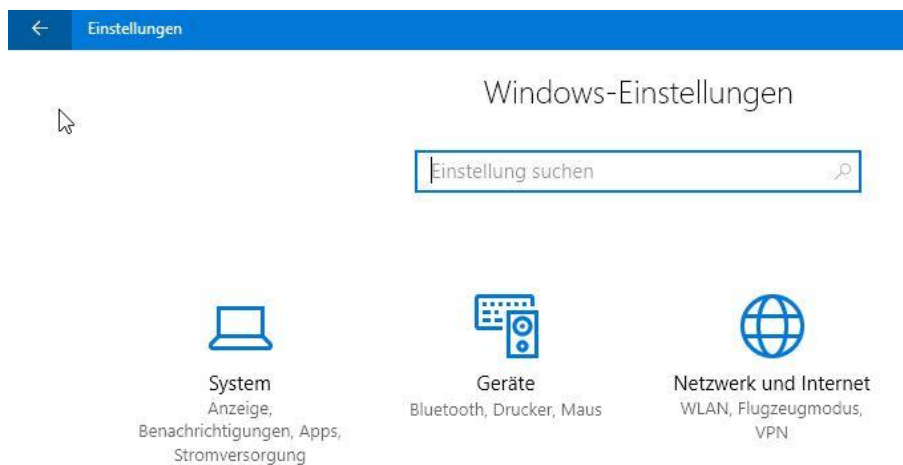 Einstellungen
Windows-Einstellungen
Einstellung suchen
System
Anzeige,
Benachrichtigungen, Apps,
Stromversorgung
Geräte
Bluetooth, Drucker, Maus
Netzwerk und Internet
WLAN, Flugzeugmodus,
VPN